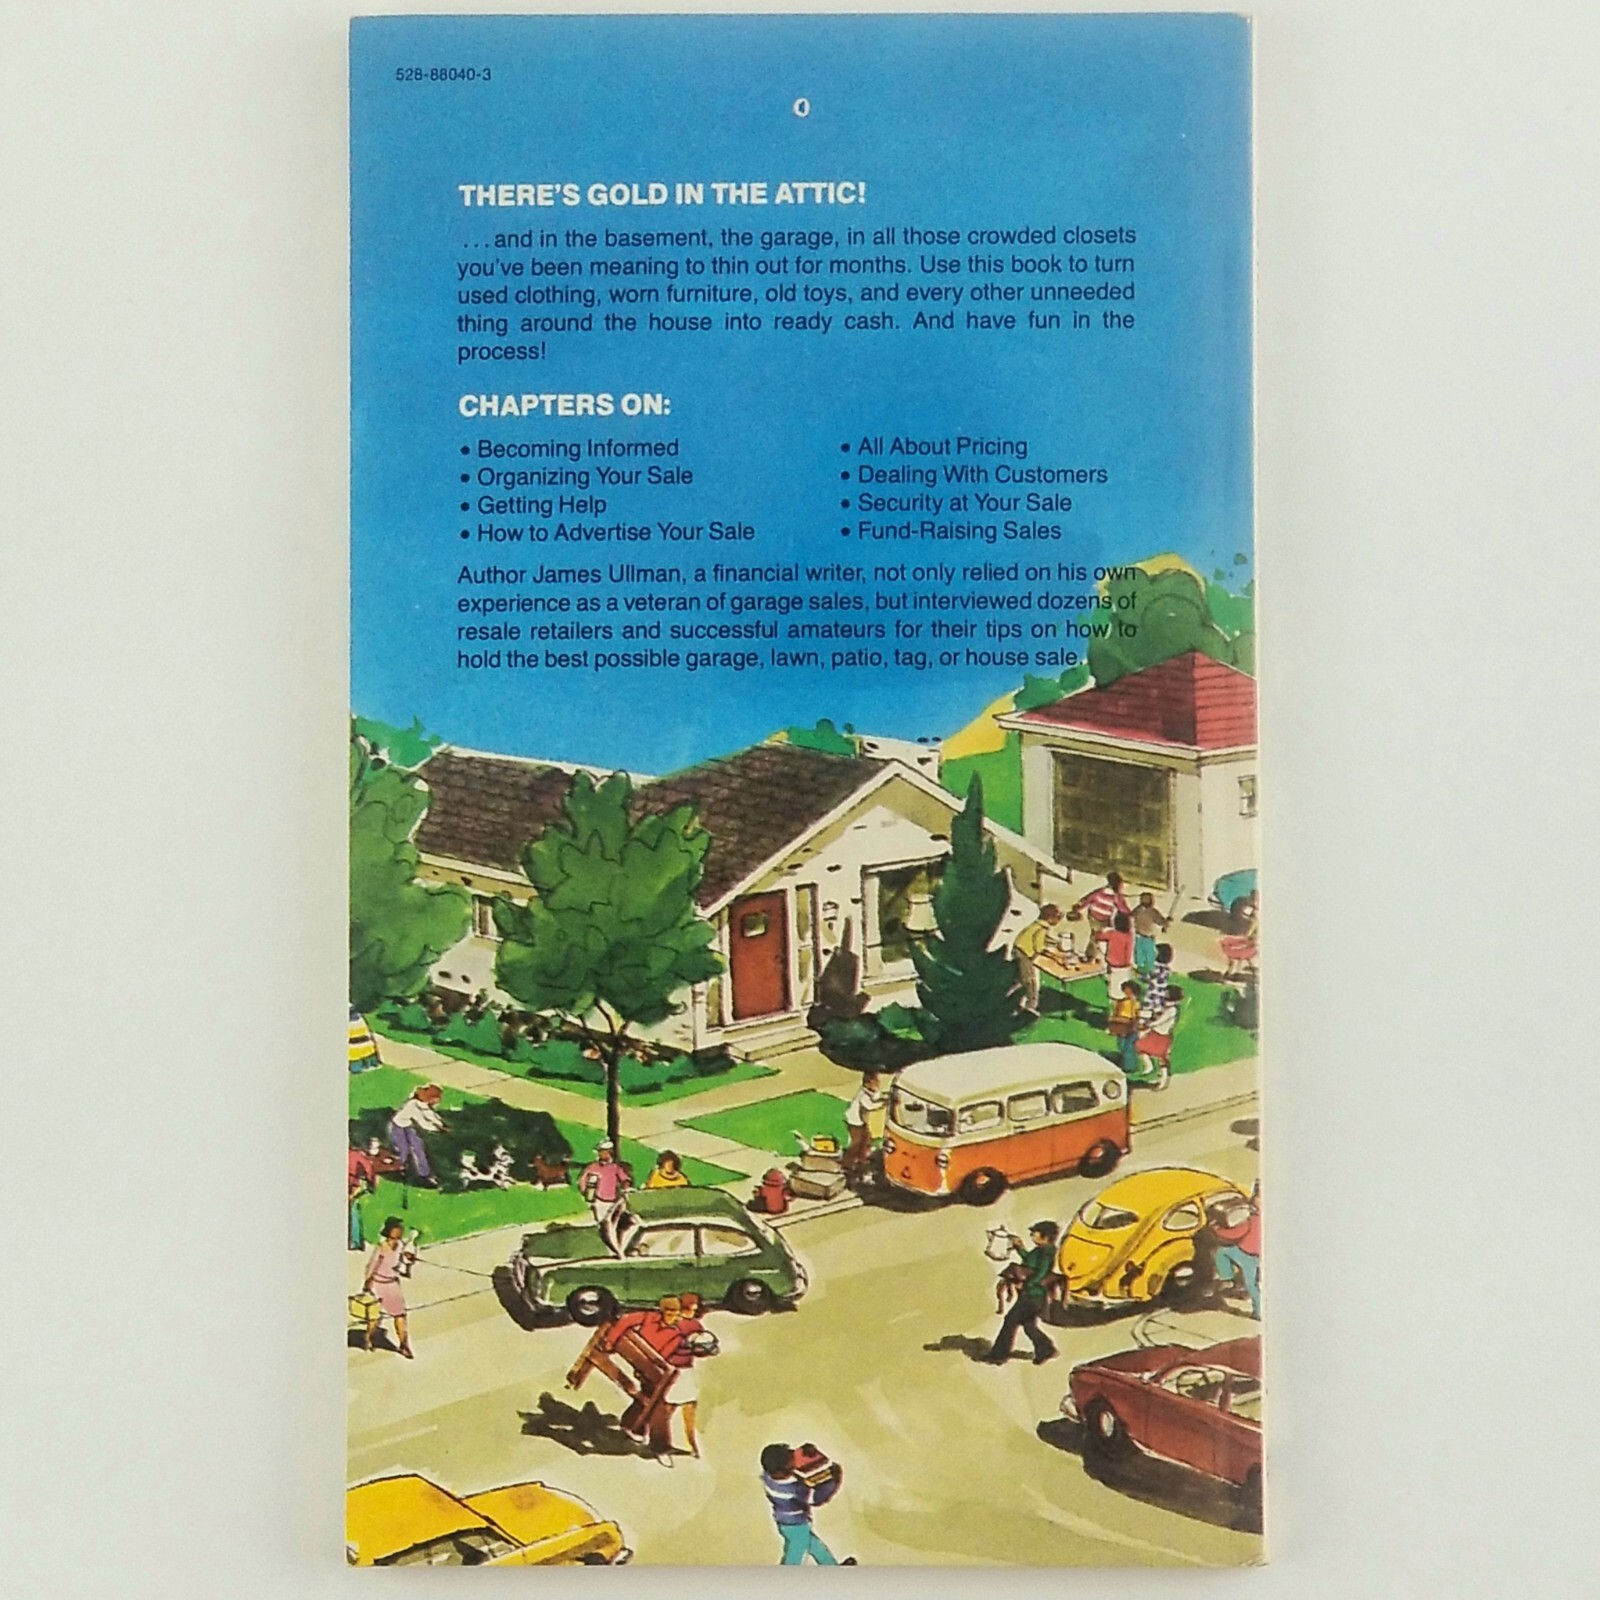 528-88040-3
THERE'S GOLD IN THE ATTIC!
...and in the basement, the garage, in all those crowded closets
you've been meaning to thin out for months. Use this book to turn
used clothing, worn furniture, old toys, and every other unneeded
thing around the house into ready cash. And have fun in the
process!
CHAPTERS ON:
• Becoming Informed
• Organizing Your Sale
• Getting Help
• How to Advertise Your Sale
• All About Pricing
• Dealing With Customers
• Security at Your Sale
• Fund-Raising Sales
Author James Ullman, a financial writer, not only relied on his own
experience as a veteran of garage sales, but interviewed dozens of
resale retailers and successful amateurs for their tips on how to
hold the best possible garage, lawn, patio, tag, or house sale.